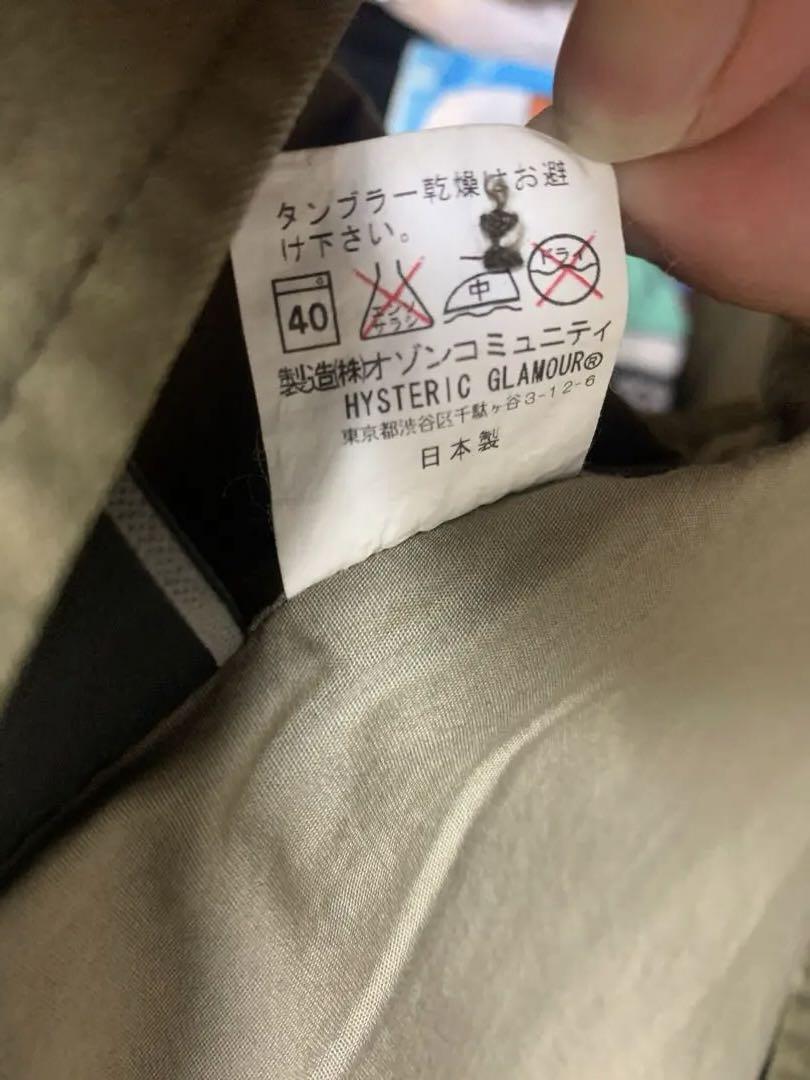 タンブラー乾燥はお避
け下さい。
40
エンソ
サラシ
中
ドライ
製造㈱オゾンコミュニティ
HYSTERIC GLAMOUR®
東京都渋谷区千駄ヶ谷3-12-6
日本製